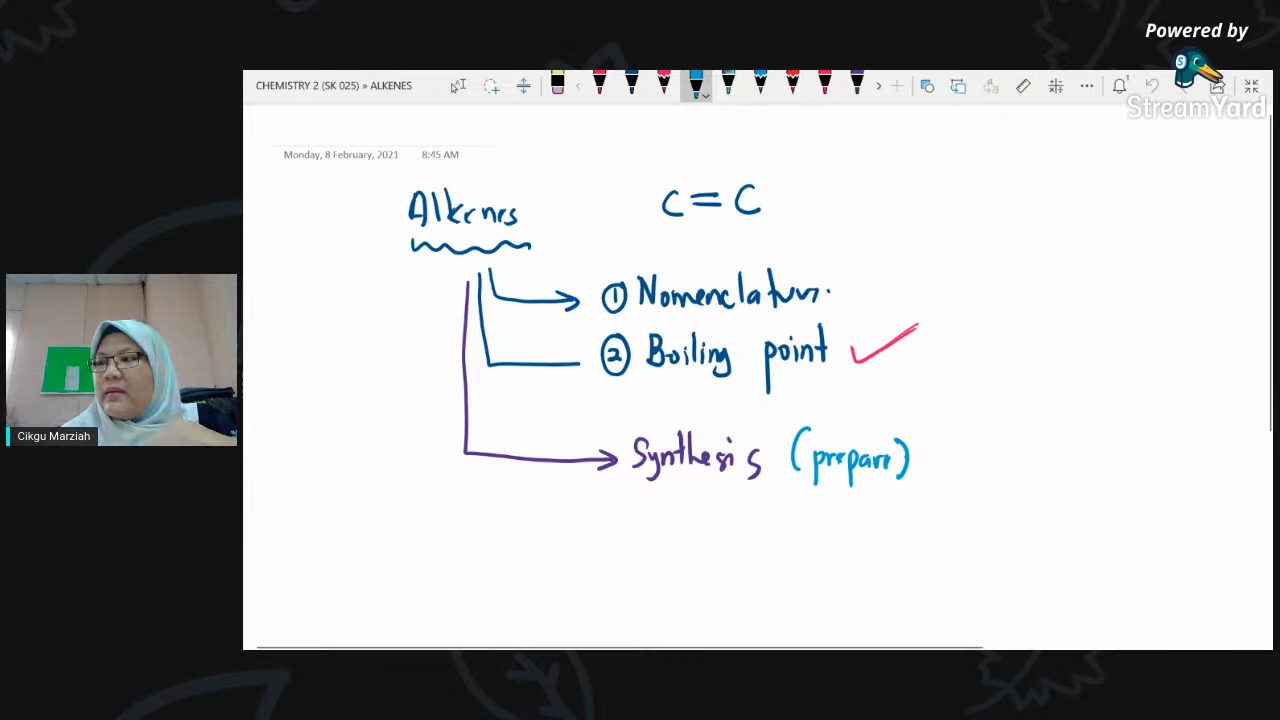 Powered by
StreamYard
CHEMISTRY 2 (SK 025) » ALKENES
Monday, 8 February, 2021 8:45 AM
Alkenes C = C
① Nomenclature
② Boiling point
Synthesis (prepare)
Cikgu Marziah